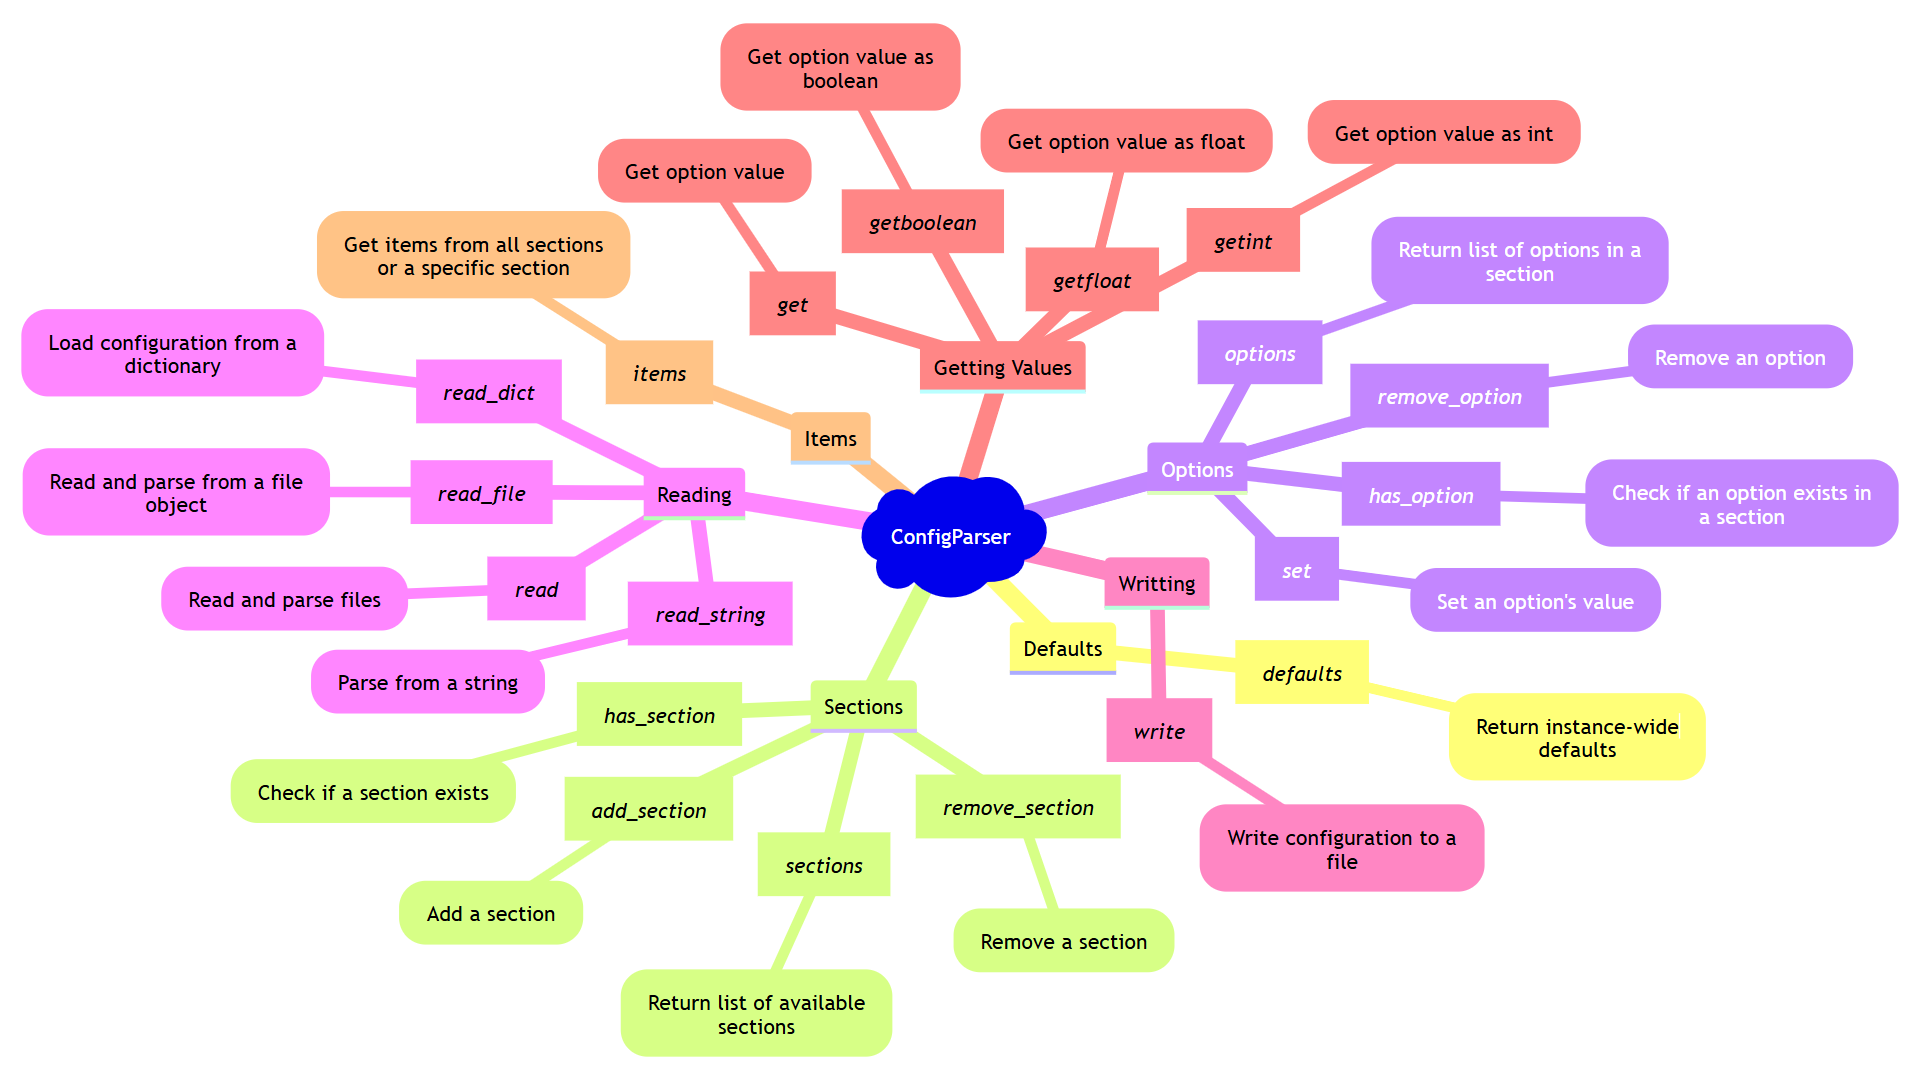 ConfigParser
Getting Values
get
Get option value
getboolean
Get option value as
boolean
getfloat
Get option value as float
getint
Get option value as int
Options
options
Return list of options in a
section
remove_option
Remove an option
has_option
Check if an option exists in
a section
set
Set an option's value
Writting
write
Write configuration to a
file
Defaults
defaults
Return instance-wide
defaults
Sections
has_section
Check if a section exists
add_section
Add a section
sections
Return list of available
sections
remove_section
Remove a section
Reading
read_dict
Load configuration from a
dictionary
read_file
Read and parse from a file
object
read
Read and parse files
read_string
Parse from a string
Items
items
Get items from all sections
or a specific section